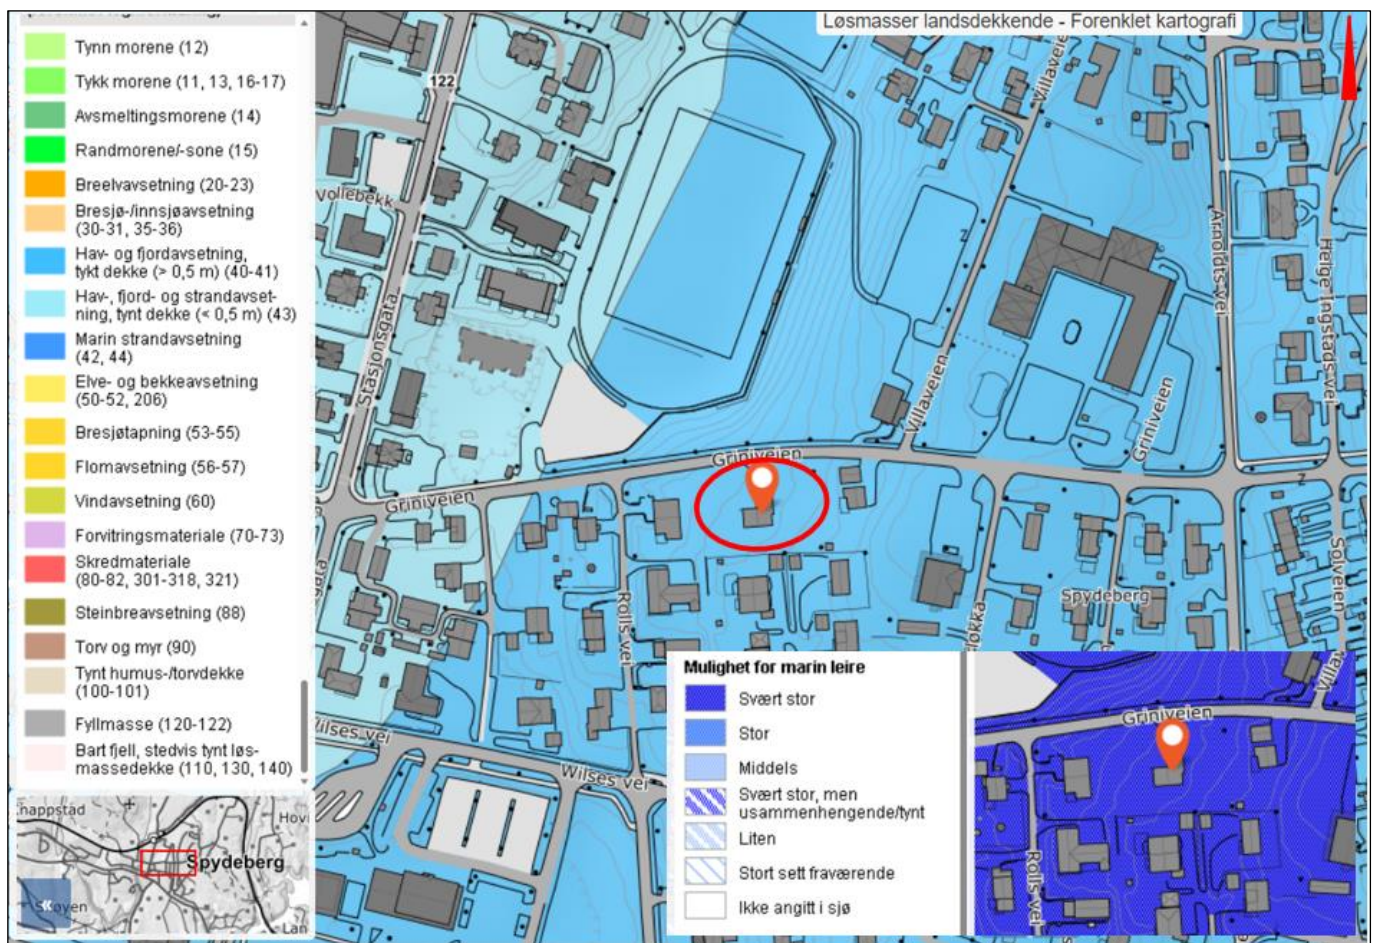 Løsmasser landsdekkende - Forenklet kartografi
Tynn morene (12)
Tykk morene (11, 13, 16-17)
Avsmeltingsmorene (14)
Randmorene/-sone (15)
Breelvavsetning (20-23)
Bresjø-/innsjøavsetning
(30-31, 35-36)
Hav- og fjordavsetning,
tykt dekke (> 0,5 m) (40-41)
Hav-, fjord- og strandavset-
ning, tynt dekke (< 0,5 m) (43)
Marin strandavsetning
(42, 44)
Elve- og bekkeavsetning
(50-52, 206)
Bresjøtapning (53-55)
Flomavsetning (56-57)
Vindavsetning (60)
Forvitringsmateriale (70-73)
Skredmateriale
(80-82, 301-318, 321)
Steinbreavsetning (88)
Torv og myr (90)
Tynt humus-/torvdekke
(100-101)
Fyllmasse (120-122)
Bart fjell, stedvis tynt løs-
massedekke (110, 130, 140)
122
Vollebekk
Stasjonsgata
Villaveien
Villaveien
Arnoldts vei
Helge Ingstads vei
Griniveien
Griniveien
Griniveien
Rolls vei
Spydeberg
Solveien
løkka
Wilses vei
Wilses vei
gata
Mulighet for marin leire
Svært stor
Stor
Middels
Svært stor, men
usammenhengende/tynt
Liten
Stort sett fraværende
Ikke angitt i sjø
Griniveien
Rolls vei
Villa
knappstad
Hov
Spydeberg
«
Lan